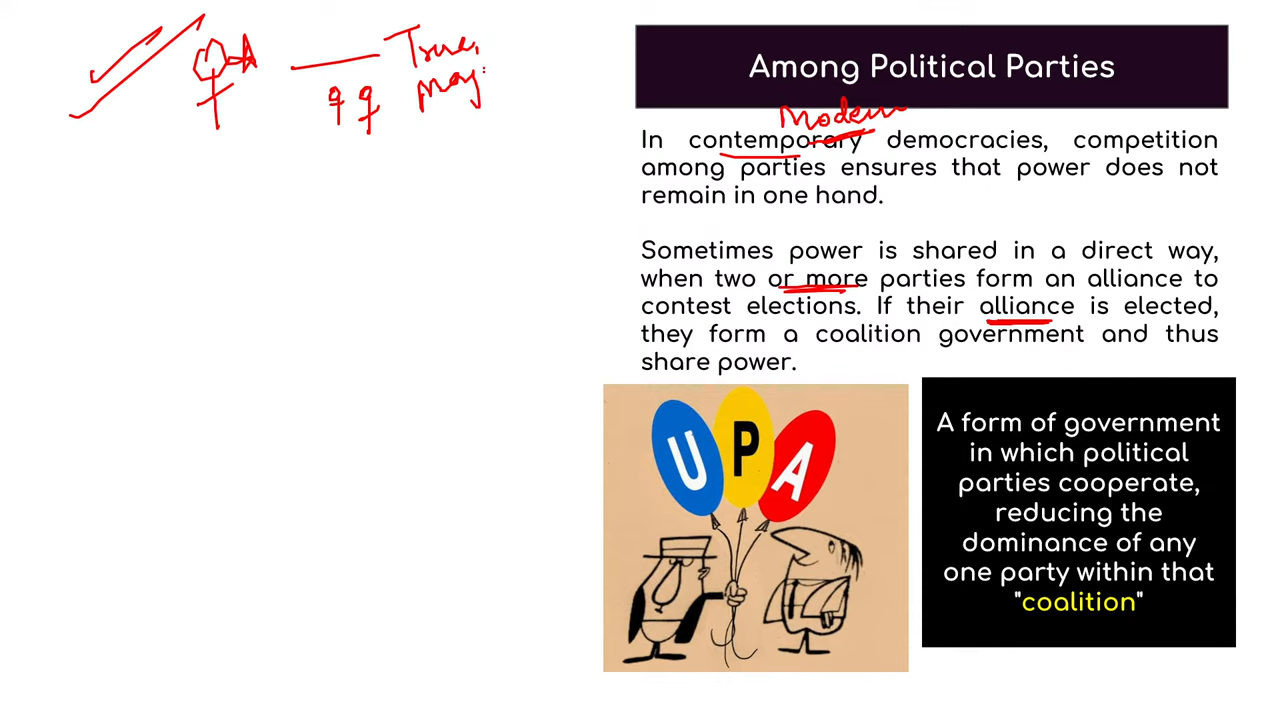 True,
may
Among Political Parties
Modern
In contemporary democracies, competition
among parties ensures that power does not
remain in one hand.
Sometimes power is shared in a direct way,
when two or more parties form an alliance to
contest elections. If their alliance is elected,
they form a coalition government and thus
share power.
UPA
A form of government
in which political
parties cooperate,
reducing the
dominance of any
one party within that
"coalition"